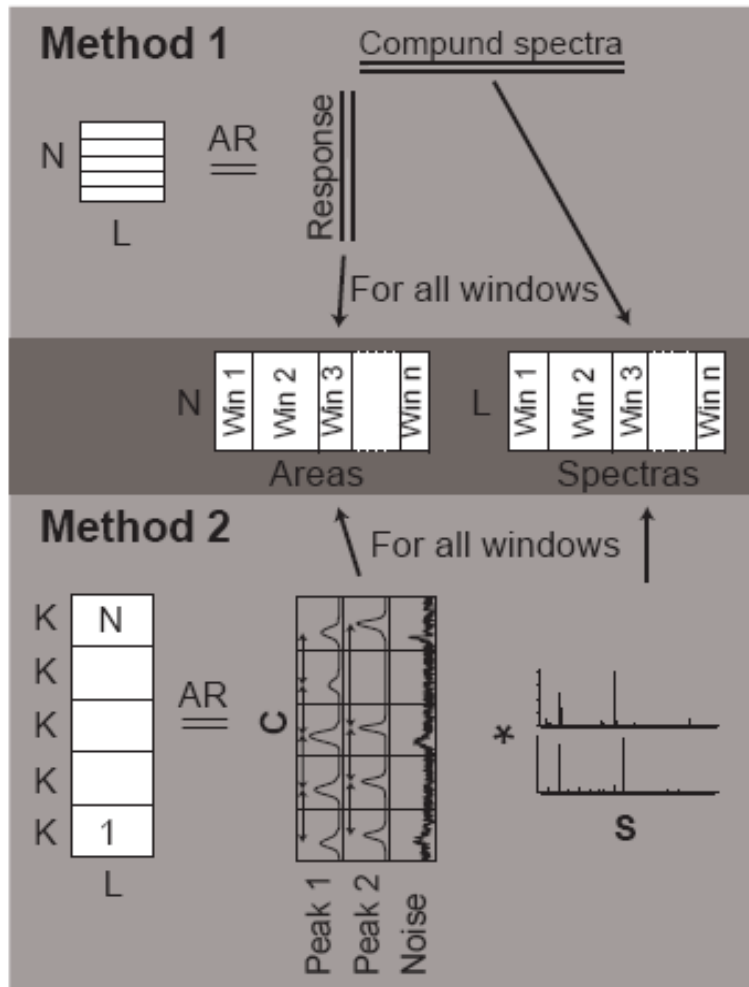 Method 1
Compund spectra
Response
N
AR
L
For all windows
N
Win 1
Win 2
Win 3
Win n
Areas
L
Win 1
Win 2
Win 3
Win n
Spectras
Method 2
For all windows
K
N
K
K
K
K
1
L
AR
C
Peak 1
Peak 2
Noise
*
S